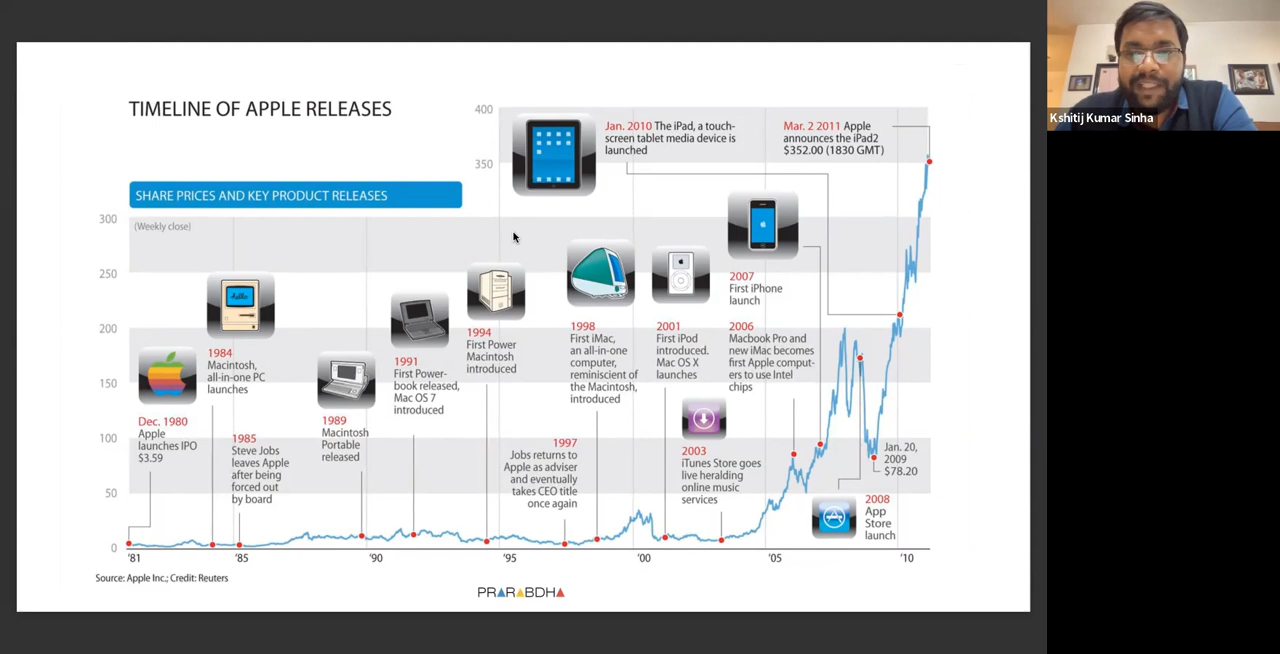 TIMELINE OF APPLE RELEASES
SHARE PRICES AND KEY PRODUCT RELEASES
(Weekly close)
400
350
300
250
200
150
100
50
0
'81
'85
'90
'95
'00
'05
'10
Dec. 1980
Apple
launches IPO
$3.59
1984
Macintosh,
all-in-one PC
launches
1985
Steve Jobs
leaves Apple
after being
forced out
by board
1989
Macintosh
Portable
released
1991
First Power-
book released,
Mac OS 7
introduced
1994
First Power
Macintosh
introduced
1997
Jobs returns to
Apple as adviser
and eventually
takes CEO title
once again
1998
First iMac,
an all-in-one
computer,
reminiscent of
the Macintosh,
introduced
2001
First iPod
introduced.
Mac OS X
launches
2003
iTunes Store goes
live heralding
online music
services
2006
Macbook Pro and
new iMac becomes
first Apple comput-
ers to use Intel
chips
2007
First iPhone
launch
2008
App
Store
launch
Jan. 20,
2009
$78.20
Jan. 2010 The iPad, a touch-
screen tablet media device is
launched
Mar. 2 2011 Apple
announces the iPad2
$352.00 (1830 GMT)
hello
Source: Apple Inc.; Credit: Reuters
PRARABDHA
Kshitij Kumar Sinha